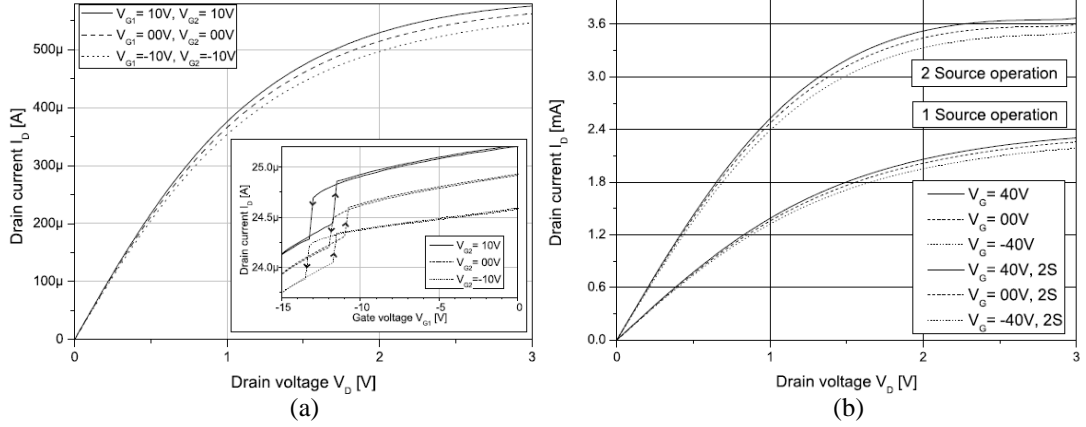 V_G1 = 10V, V_G2 = 10V
V_G1 = 00V, V_G2 = 00V
V_G1 =-10V, V_G2 =-10V
500µ
400µ
300µ
200µ
100µ
0
Drain current I_D [A]
0
1
2
3
Drain voltage V_D [V]
25.0µ
24.5µ
24.0µ
Drain current I_D [A]
V_G2 = 10V
V_G2 = 00V
V_G2 =-10V
-15
-10
-5
0
Gate voltage V_G1 [V]
(a)
3.6
3.0
2.4
1.8
1.2
0.6
0.0
Drain current I_D [mA]
2 Source operation
1 Source operation
V_G = 40V
V_G = 00V
V_G = -40V
V_G = 40V, 2S
V_G = 00V, 2S
V_G = -40V, 2S
0
1
2
3
Drain voltage V_D [V]
(b)